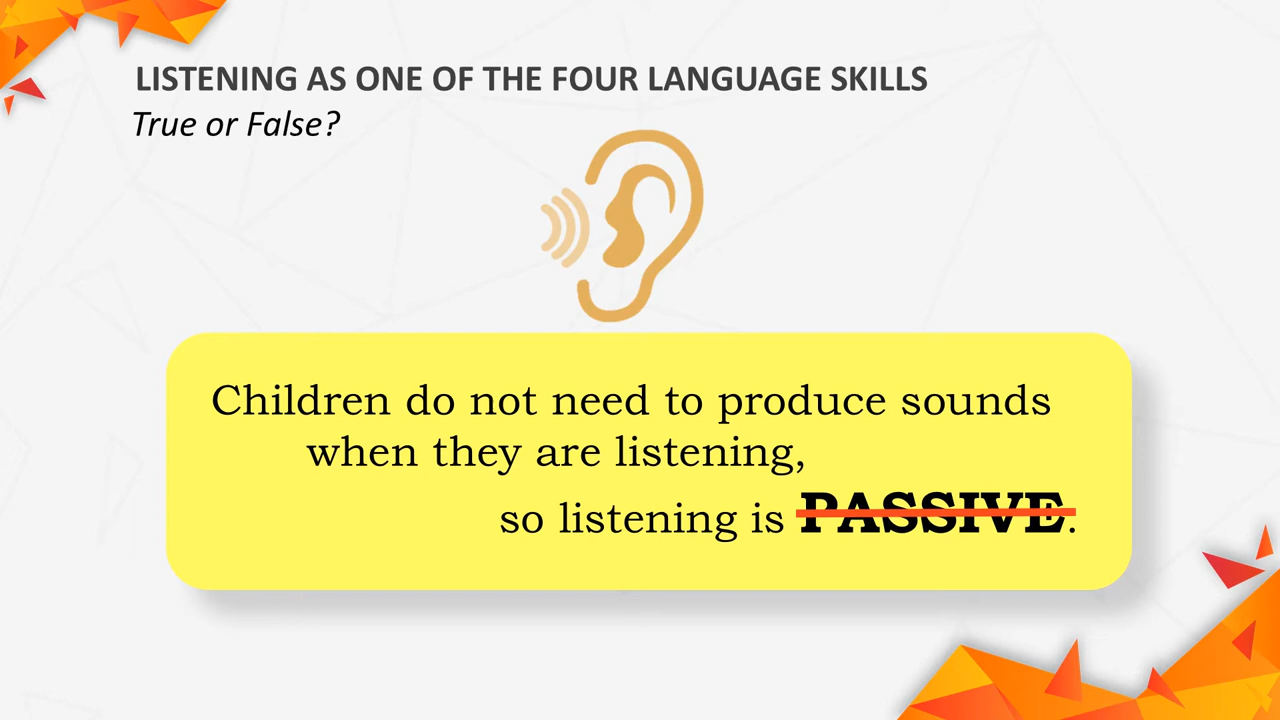 LISTENING AS ONE OF THE FOUR LANGUAGE SKILLS
True or False?
Children do not need to produce sounds
when they are listening,
so listening is PASSIVE.